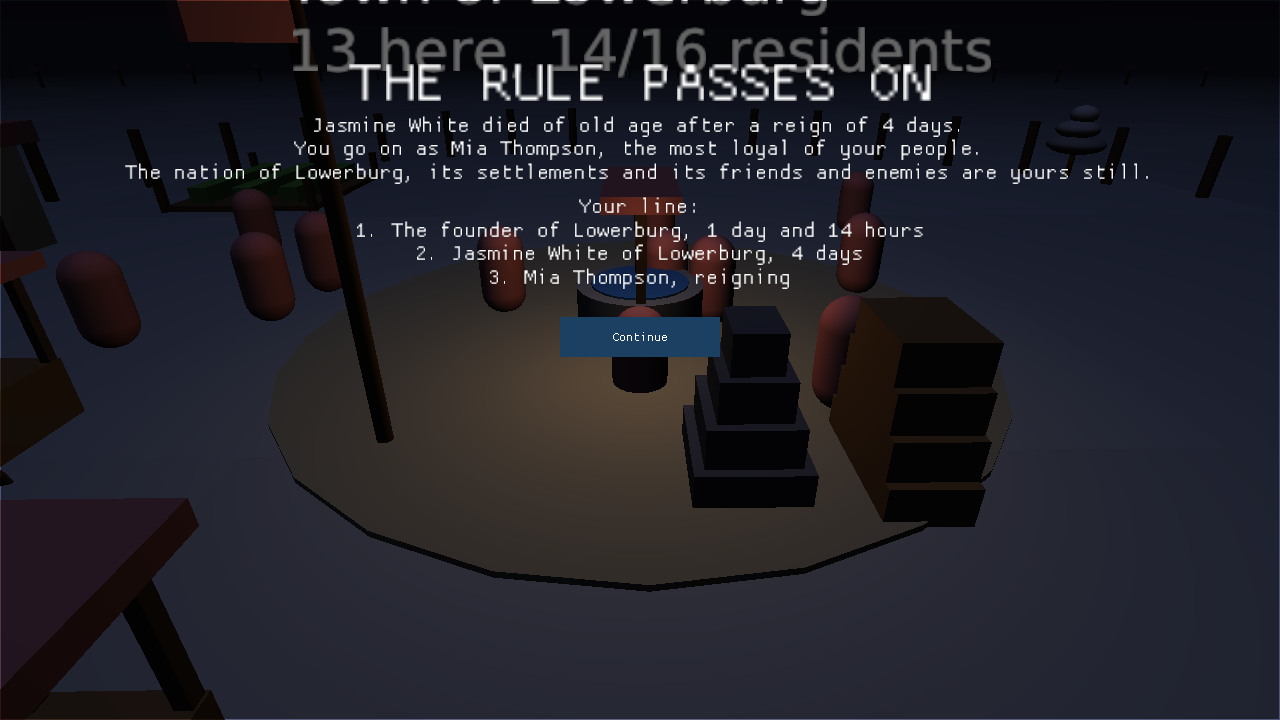 Town of Lowerburg
13 here, 14/16 residents
THE RULE PASSES ON
Jasmine White died of old age after a reign of 4 days.
You go on as Mia Thompson, the most loyal of your people.
The nation of Lowerburg, its settlements and its friends and enemies are yours still.
Your line:
1. The founder of Lowerburg, 1 day and 14 hours
2. Jasmine White of Lowerburg, 4 days
3. Mia Thompson, reigning
Continue